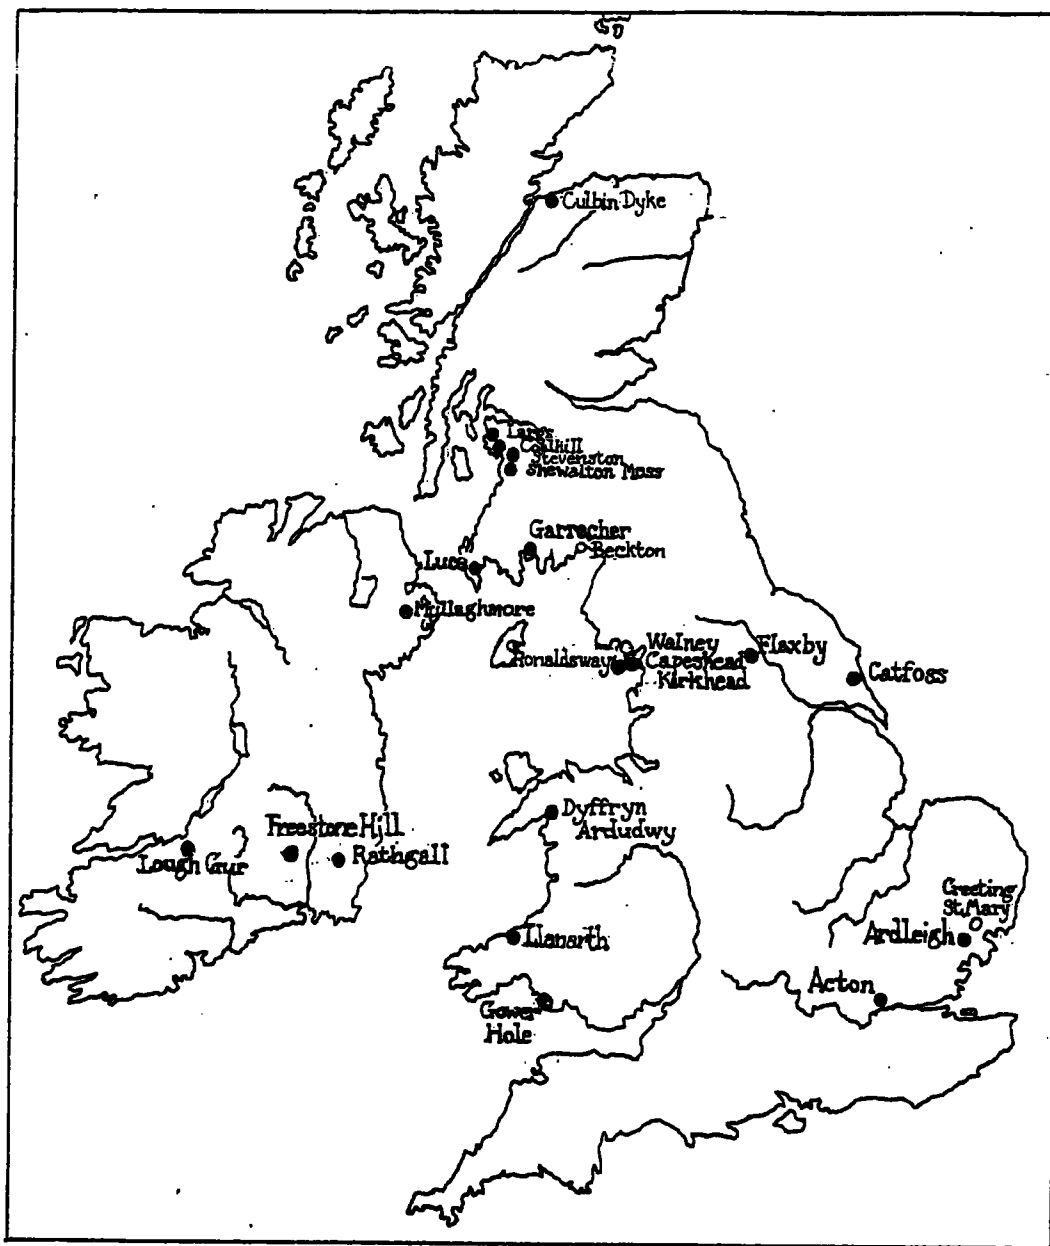 Culbin Dyke
Largs
Coalhill
Stevenston
Shewalton Moss
Garrocher
Beckton
Luce
Mullaghmore
Ronaldsway
Walney
Capeshead
Kirkhead
Flaxby
Catfoss
Dyffryn
Ardudwy
Freestone Hill
Rathgall
Lough Gur
Creeting
St.Mary
Ardleigh
Llanarth
Acton
Gower
Hole